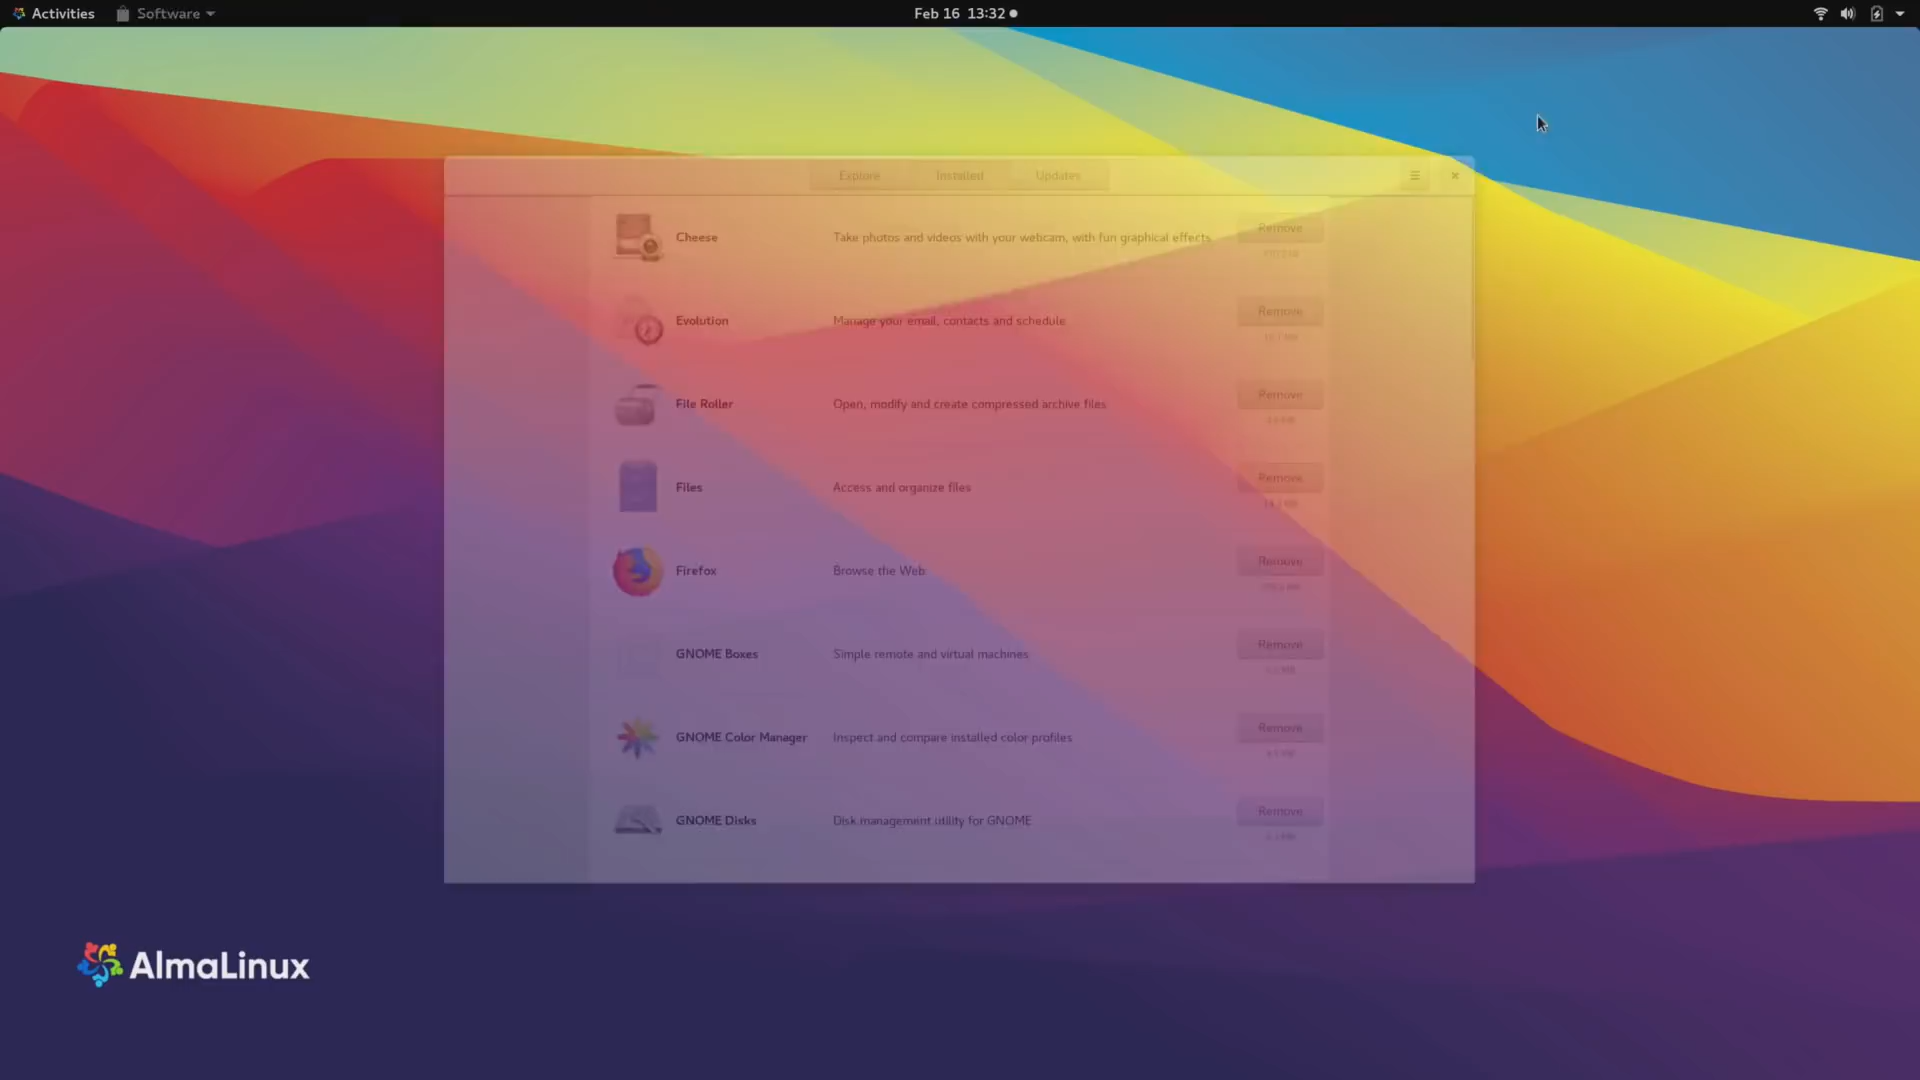 Activities Software Feb 16 13:32
Explore Installed Updates
Cheese Take photos and videos with your webcam, with fun graphical effects Remove
Evolution Manage your email, contacts and schedule Remove
File Roller Open, modify and create compressed archive files Remove
Files Access and organize files Remove
Firefox Browse the Web Remove
GNOME Boxes Simple remote and virtual machines Remove
GNOME Color Manager Inspect and compare installed color profiles Remove
GNOME Disks Disk management utility for GNOME Remove
AlmaLinux